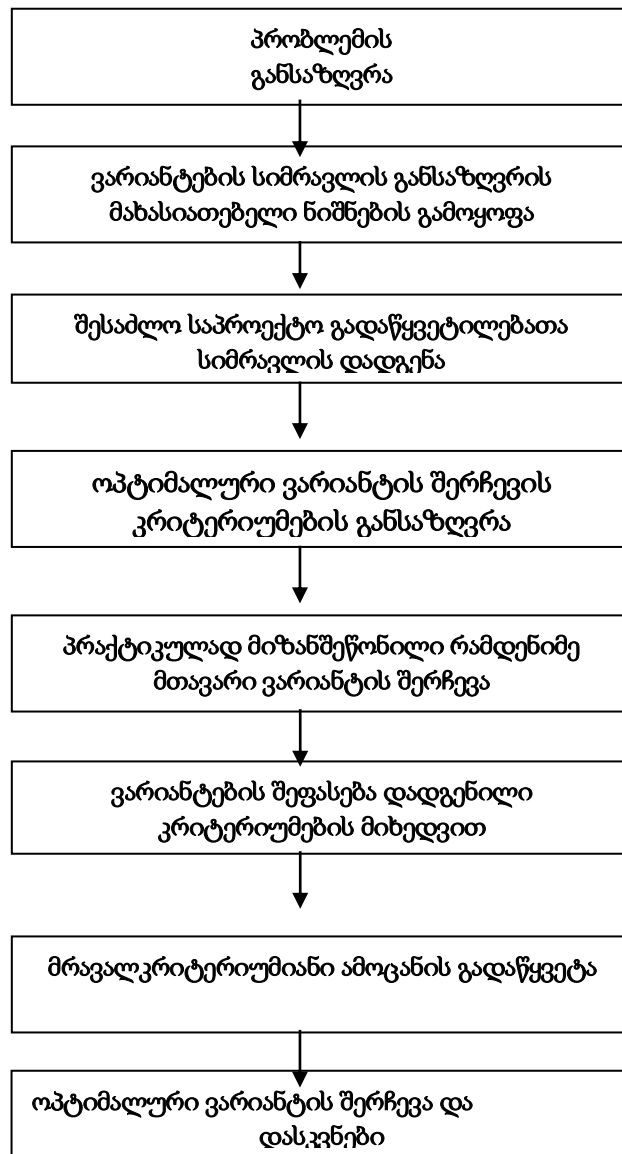 პრობლემის
განსაზღვრა
ვარიანტების სიმრავლის განსაზღვრის
მახასიათებელი ნიშნების გამოყოფა
შესაძლო საპროექტო გადაწყვეტილებათა
სიმრავლის დადგენა
ოპტიმალური ვარიანტის შერჩევის
კრიტერიუმების განსაზღვრა
პრაქტიკულად მიზანშეწონილი რამდენიმე
მთავარი ვარიანტის შერჩევა
ვარიანტების შეფასება დადგენილი
კრიტერიუმების მიხედვით
მრავალკრიტერიუმიანი ამოცანის გადაწყვეტა
ოპტიმალური ვარიანტის შერჩევა და
დასკვნები